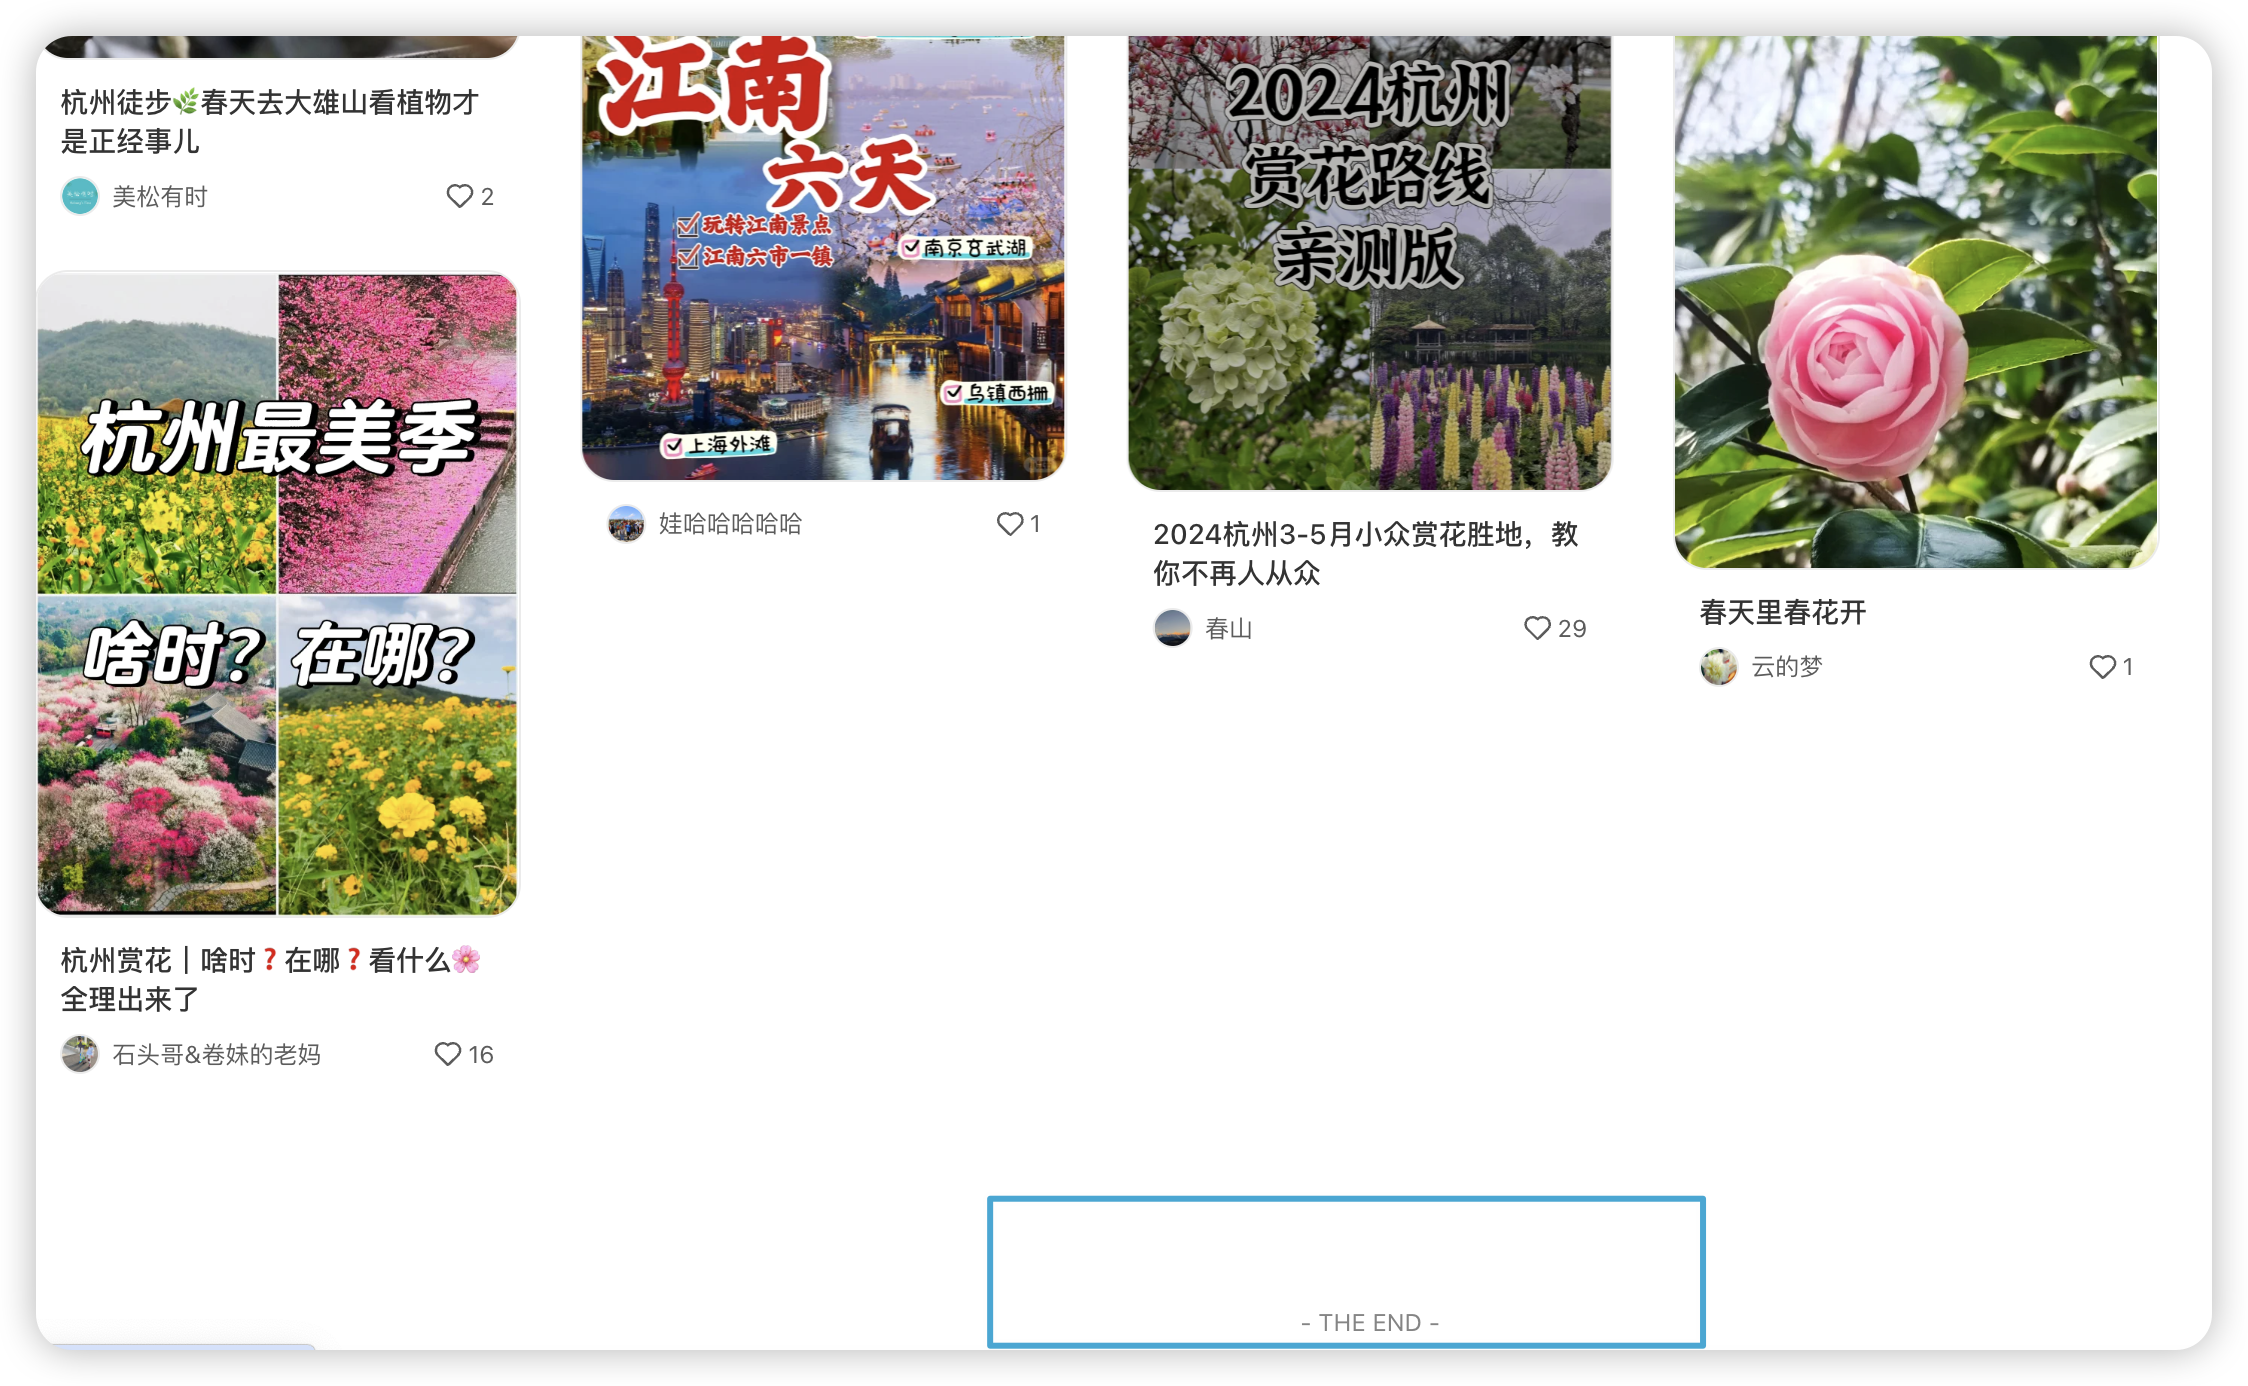 杭州徒步🌿春天去大雄山看植物才
是正经事儿
美松有时
2
杭州最美季
啥时? 在哪?
杭州赏花｜啥时❓在哪❓看什么🌸
全理出来了
石头哥&卷妹的老妈
16
江南
六天
玩转江南景点
江南六市一镇
南京玄武湖
乌镇西栅
上海外滩
娃哈哈哈哈哈
1
2024杭州
赏花路线
亲测版
2024杭州3-5月小众赏花胜地，教
你不再人从众
春山
29
春天里春花开
云的梦
1
- THE END -